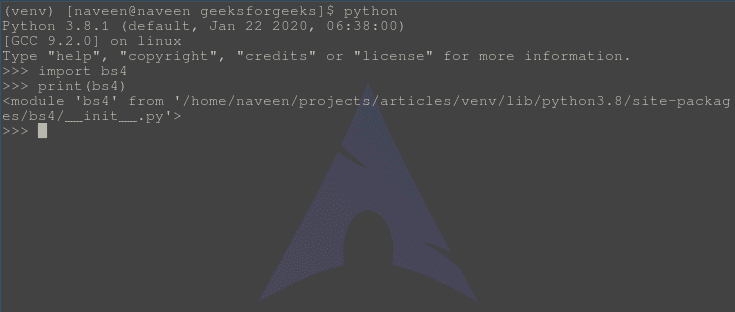 (venv) [naveen@naveen geeksforgeeks]$ python
Python 3.8.1 (default, Jan 22 2020, 06:38:00)
[GCC 9.2.0] on linux
Type "help", "copyright", "credits" or "license" for more information.
>>> import bs4
>>> print(bs4)
<module 'bs4' from '/home/naveen/projects/articles/venv/lib/python3.8/site-packag
es/bs4/__init__.py'>
>>>